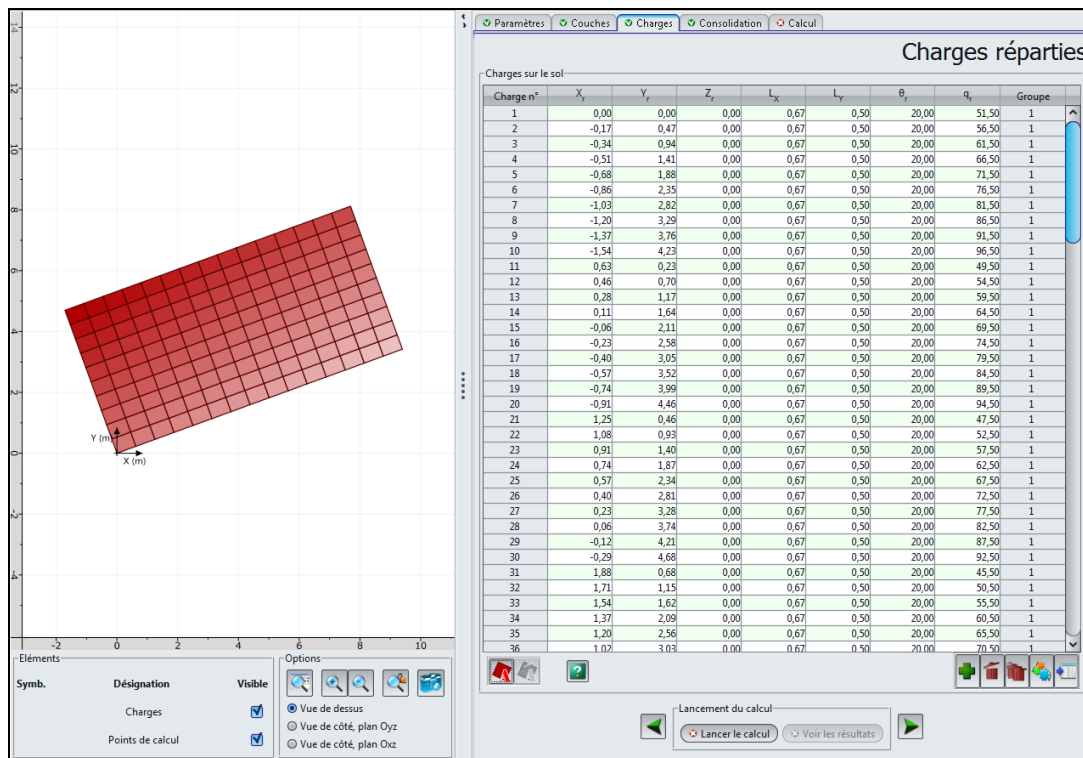 14
12
10
8
6
4
2
0
-2
-4
Y (m)
X (m)
-2 0 2 4 6 8 10
Eléments
Symb. Désignation Visible
Charges
Points de calcul
Options
Vue de dessus
Vue de côté, plan Oyz
Vue de côté, plan Oxz
Paramètres Couches Charges Consolidation Calcul
Charges réparties
Charges sur le sol
Charge n° Xr Yr Zr LX LY θr qr Groupe
1 0,00 0,00 0,00 0,67 0,50 20,00 51,50 1
2 -0,17 0,47 0,00 0,67 0,50 20,00 56,50 1
3 -0,34 0,94 0,00 0,67 0,50 20,00 61,50 1
4 -0,51 1,41 0,00 0,67 0,50 20,00 66,50 1
5 -0,68 1,88 0,00 0,67 0,50 20,00 71,50 1
6 -0,86 2,35 0,00 0,67 0,50 20,00 76,50 1
7 -1,03 2,82 0,00 0,67 0,50 20,00 81,50 1
8 -1,20 3,29 0,00 0,67 0,50 20,00 86,50 1
9 -1,37 3,76 0,00 0,67 0,50 20,00 91,50 1
10 -1,54 4,23 0,00 0,67 0,50 20,00 96,50 1
11 0,63 0,23 0,00 0,67 0,50 20,00 49,50 1
12 0,46 0,70 0,00 0,67 0,50 20,00 54,50 1
13 0,28 1,17 0,00 0,67 0,50 20,00 59,50 1
14 0,11 1,64 0,00 0,67 0,50 20,00 64,50 1
15 -0,06 2,11 0,00 0,67 0,50 20,00 69,50 1
16 -0,23 2,58 0,00 0,67 0,50 20,00 74,50 1
17 -0,40 3,05 0,00 0,67 0,50 20,00 79,50 1
18 -0,57 3,52 0,00 0,67 0,50 20,00 84,50 1
19 -0,74 3,99 0,00 0,67 0,50 20,00 89,50 1
20 -0,91 4,46 0,00 0,67 0,50 20,00 94,50 1
21 1,25 0,46 0,00 0,67 0,50 20,00 47,50 1
22 1,08 0,93 0,00 0,67 0,50 20,00 52,50 1
23 0,91 1,40 0,00 0,67 0,50 20,00 57,50 1
24 0,74 1,87 0,00 0,67 0,50 20,00 62,50 1
25 0,57 2,34 0,00 0,67 0,50 20,00 67,50 1
26 0,40 2,81 0,00 0,67 0,50 20,00 72,50 1
27 0,23 3,28 0,00 0,67 0,50 20,00 77,50 1
28 0,06 3,74 0,00 0,67 0,50 20,00 82,50 1
29 -0,12 4,21 0,00 0,67 0,50 20,00 87,50 1
30 -0,29 4,68 0,00 0,67 0,50 20,00 92,50 1
31 1,88 0,68 0,00 0,67 0,50 20,00 45,50 1
32 1,71 1,15 0,00 0,67 0,50 20,00 50,50 1
33 1,54 1,62 0,00 0,67 0,50 20,00 55,50 1
34 1,37 2,09 0,00 0,67 0,50 20,00 60,50 1
35 1,20 2,56 0,00 0,67 0,50 20,00 65,50 1
36 1,02 3,03 0,00 0,67 0,50 20,00 70,50 1
Lancement du calcul
Lancer le calcul Voir les résultats